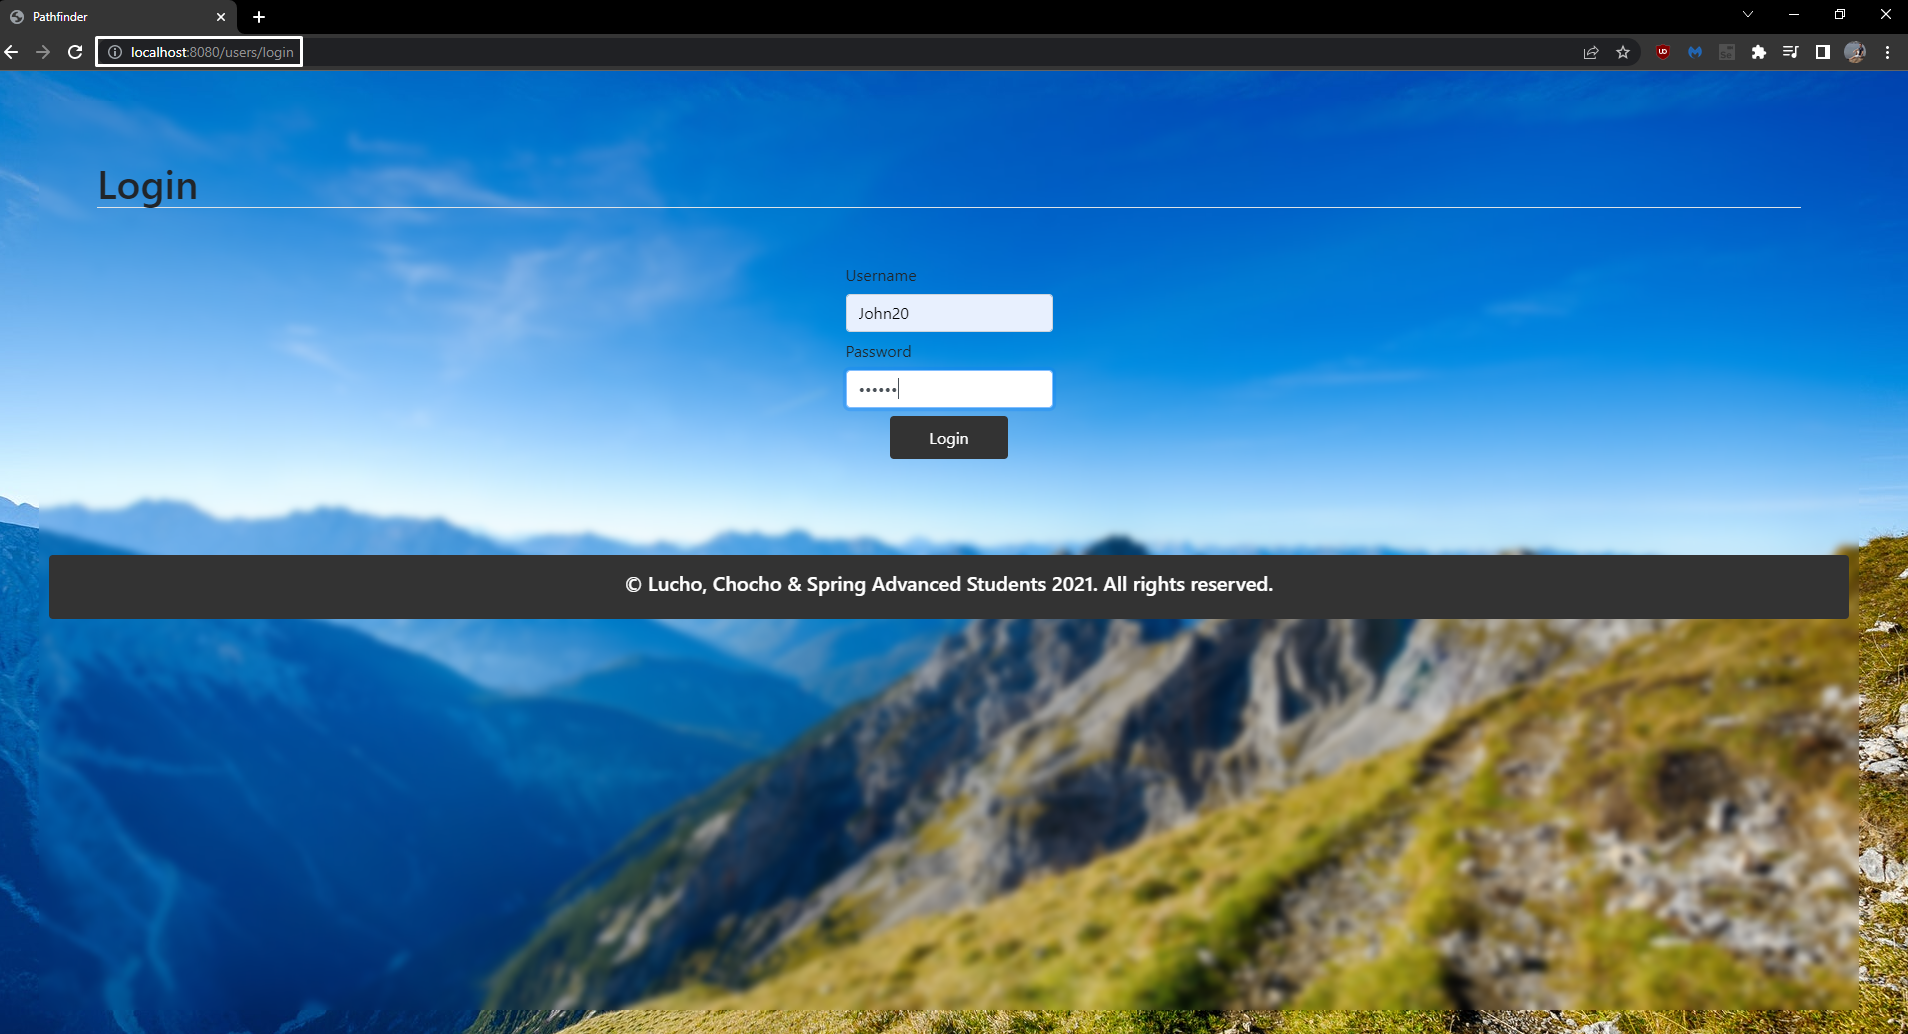 Pathfinder
localhost:8080/users/login
Login
Username
John20
Password
Login
© Lucho, Chocho & Spring Advanced Students 2021. All rights reserved.